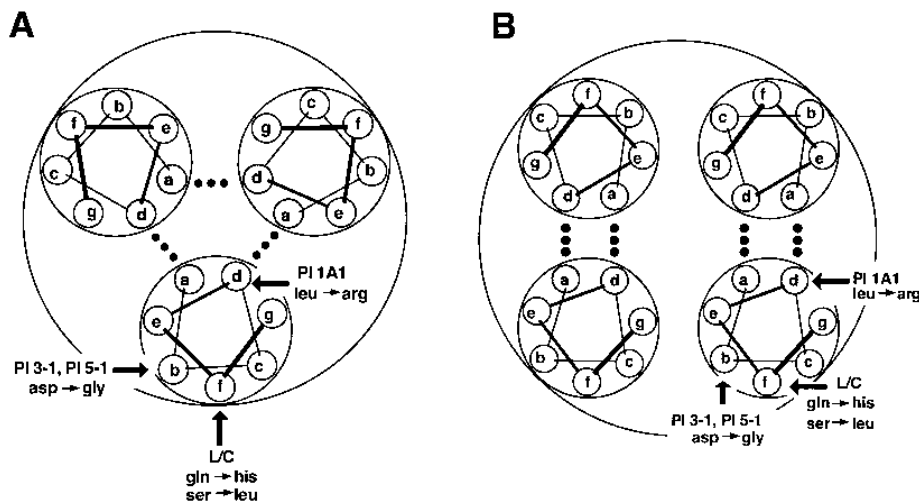 A
B
b
f
e
c
a
g
d
c
g
f
d
b
a
e
f
c
b
g
e
d
a
f
c
b
g
e
d
a
a
d
e
g
b
c
f
PI 1A1
leu → arg
PI 3-1, PI 5-1
asp → gly
L/C
gln → his
ser → leu
a
d
e
g
b
c
f
a
d
e
g
b
c
f
PI 1A1
leu → arg
L/C
gln → his
ser → leu
PI 3-1, PI 5-1
asp → gly